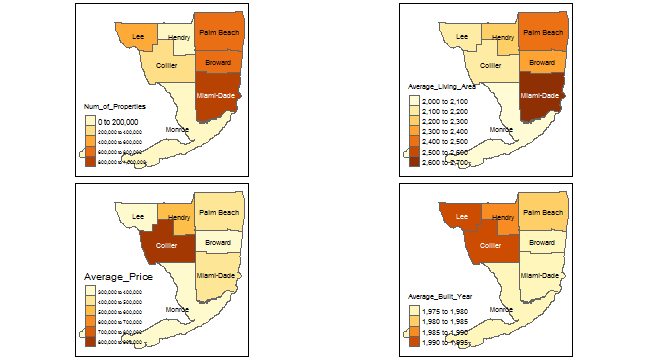 Lee
Hendry
Palm Beach
Collier
Broward
Miami-Dade
Monroe
Num_of_Properties
0 to 200,000
200,000 to 400,000
400,000 to 600,000
600,000 to 800,000
800,000 to 1,000,000
Lee
Hendry
Palm Beach
Collier
Broward
Miami-Dade
Monroe
Average_Living_Area
2,000 to 2,100
2,100 to 2,200
2,200 to 2,300
2,300 to 2,400
2,400 to 2,500
2,500 to 2,600
2,600 to 2,700
Lee
Hendry
Palm Beach
Collier
Broward
Miami-Dade
Monroe
Average_Price
300,000 to 400,000
400,000 to 500,000
500,000 to 600,000
600,000 to 700,000
700,000 to 800,000
800,000 to 900,000
Lee
Hendry
Palm Beach
Collier
Broward
Miami-Dade
Monroe
Average_Built_Year
1,975 to 1,980
1,980 to 1,985
1,985 to 1,990
1,990 to 1,995